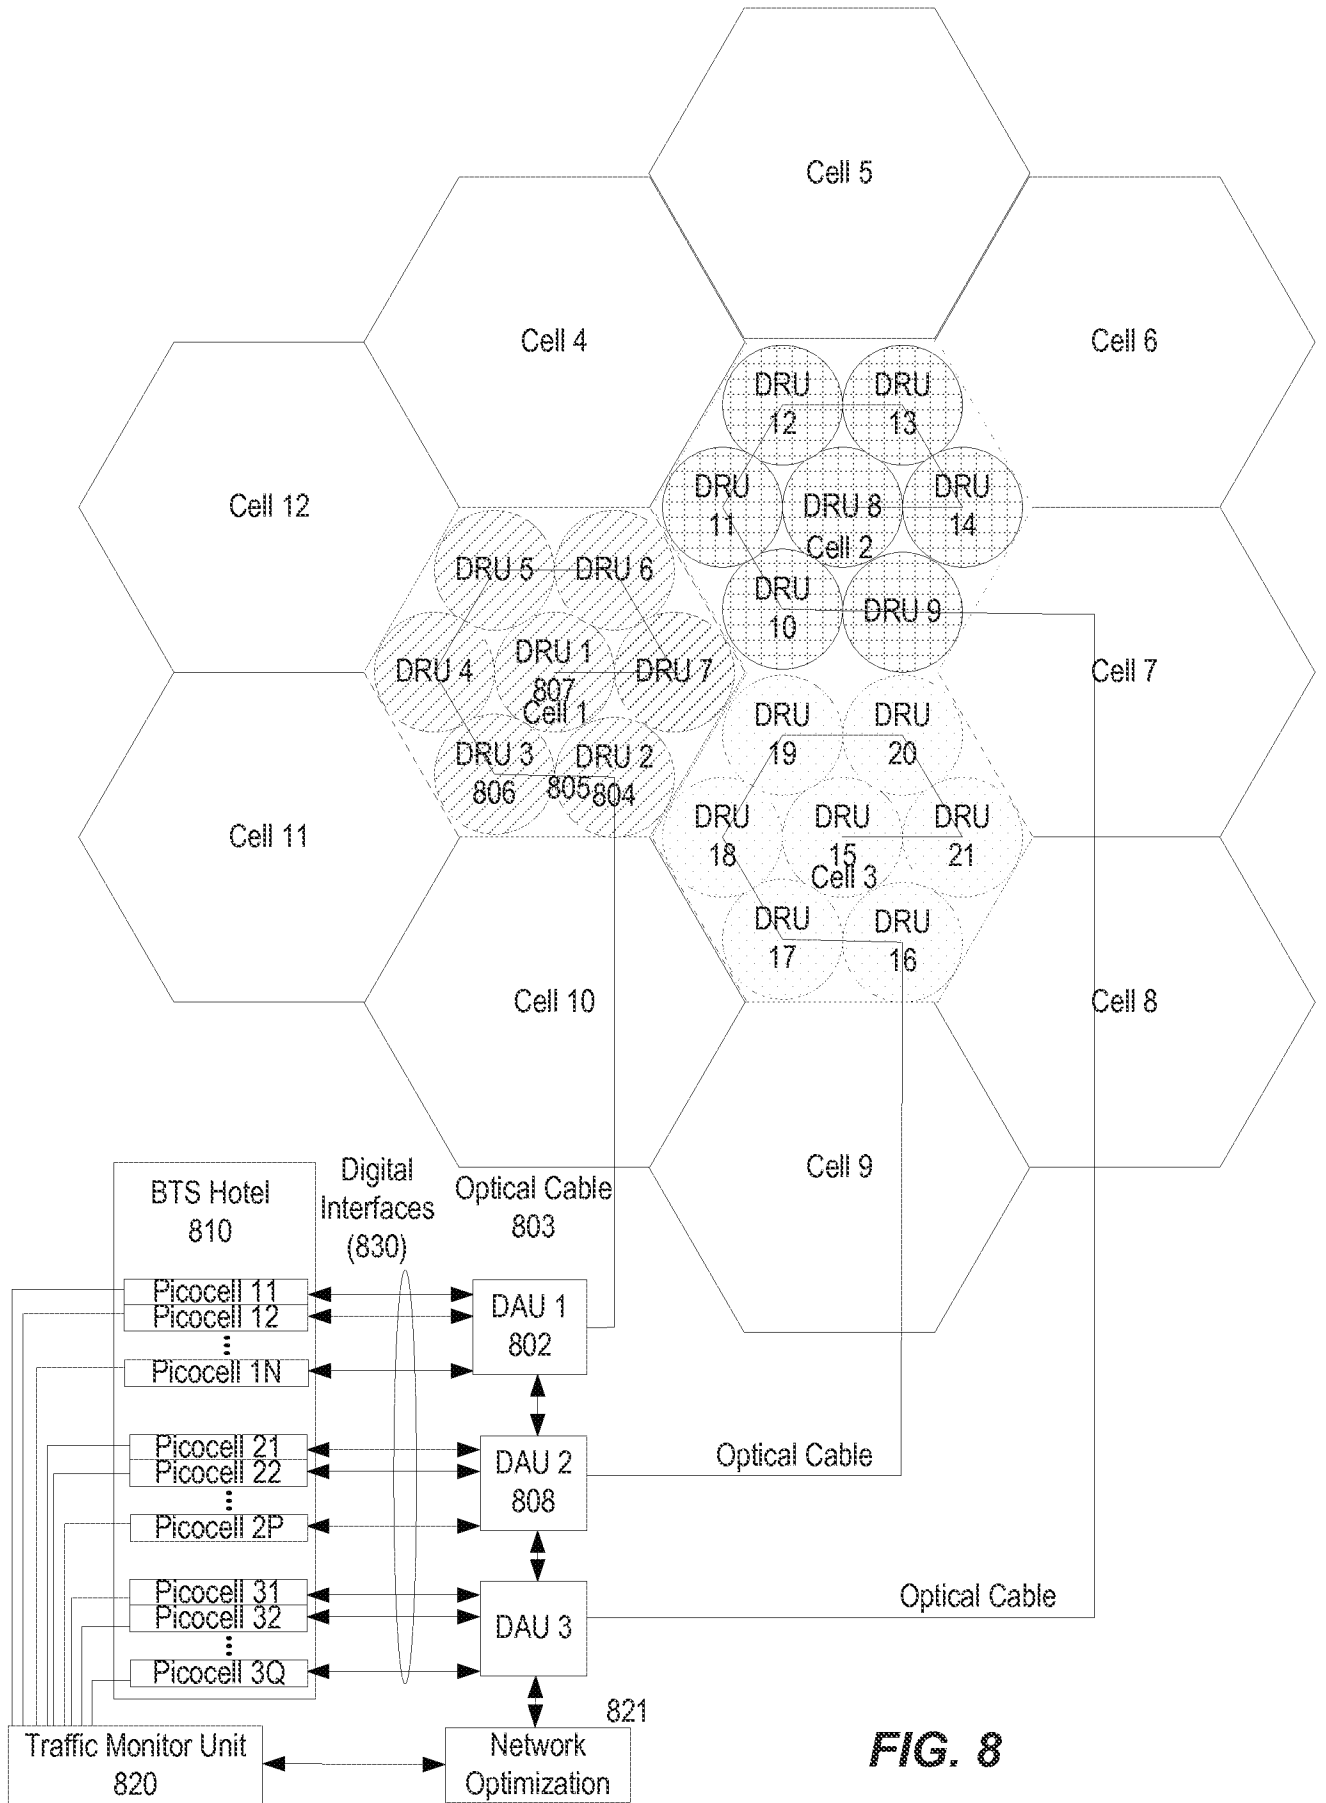 Cell 5
Cell 4
Cell 6
DRU
12
DRU
13
Cell 12
DRU
11
DRU 8
Cell 2
DRU
14
DRU 5
DRU 6
DRU
10
DRU 9
DRU 4
DRU 1
807
Cell 1
DRU 7
Cell 7
DRU
19
DRU
20
DRU 3
806
805
DRU 2
804
Cell 11
DRU
18
DRU
15
Cell 3
DRU
21
DRU
17
DRU
16
Cell 10
Cell 8
Cell 9
BTS Hotel
810
Digital
Interfaces
(830)
Optical Cable
803
Picocell 11
Picocell 12
Picocell 1N
DAU 1
802
Picocell 21
Picocell 22
Picocell 2P
DAU 2
808
Optical Cable
Picocell 31
Picocell 32
Picocell 3Q
DAU 3
Optical Cable
821
Traffic Monitor Unit
820
Network
Optimization
FIG. 8